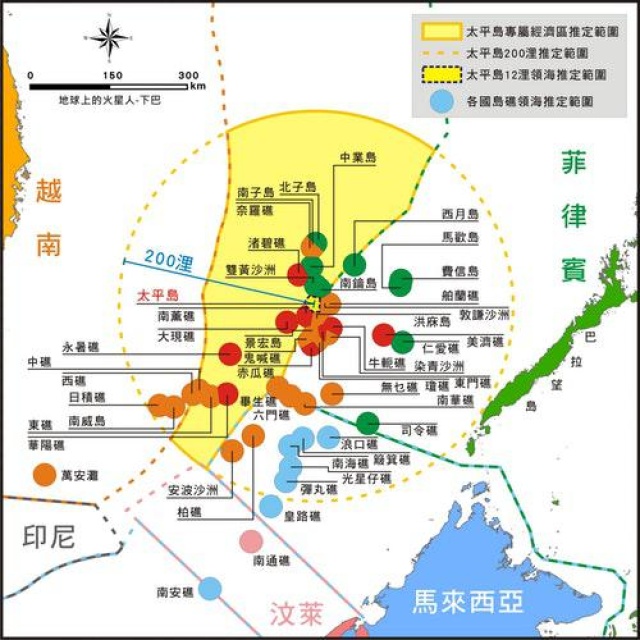 太平島專屬經濟區推定範圍
太平島200浬推定範圍
太平島12浬領海推定範圍
各國島礁領海推定範圍
0 150 300
km
地球上的火星人-下巴
越南
菲律賓
巴拉望島
印尼
汶萊
馬來西亞
200浬
中業島
北子島
南子島
奈羅礁
西月島
馬歡島
渚碧礁
雙黃沙洲
費信島
南鑰島
太平島
舶蘭礁
敦謙沙洲
南薰礁
洪庥島
大現礁
景宏島
美濟礁
永暑礁
鬼喊礁
仁愛礁
中礁
赤瓜礁
牛軛礁
染青沙洲
西礁
日積礁
畢生礁
無乜礁
瓊礁
東門礁
六門礁
南華礁
東礁
南威島
司令礁
華陽礁
浪口礁
萬安灘
南海礁
簸箕礁
光星仔礁
安波沙洲
彈丸礁
柏礁
皇路礁
南通礁
南安礁